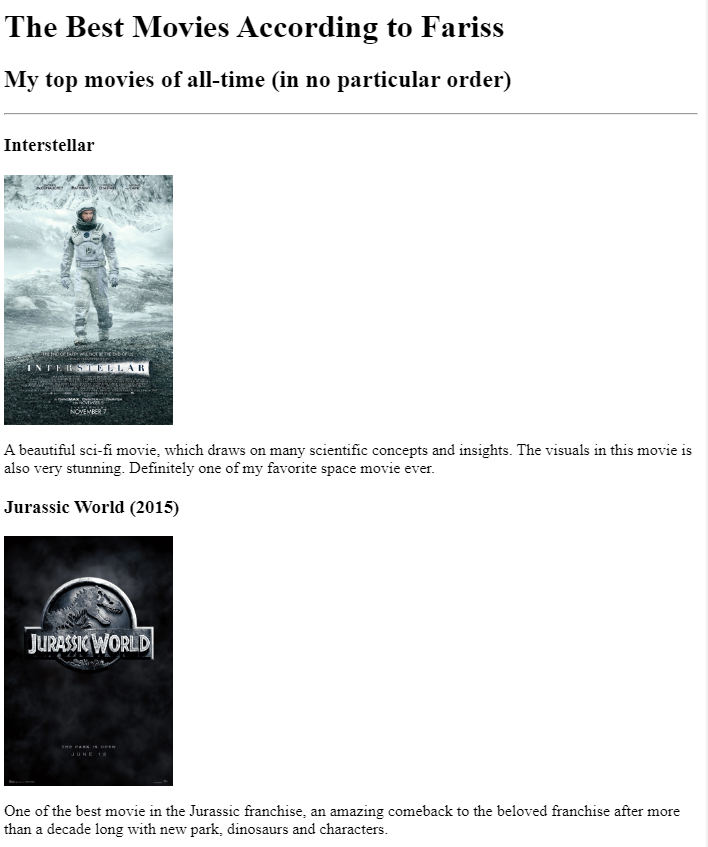 The Best Movies According to Fariss
My top movies of all-time (in no particular order)
Interstellar
THE END OF EARTH WILL NOT BE THE END OF US
INTERSTELLAR
NOVEMBER 7
A beautiful sci-fi movie, which draws on many scientific concepts and insights. The visuals in this movie is
also very stunning. Definitely one of my favorite space movie ever.
Jurassic World (2015)
JURASSIC WORLD
THE PARK IS OPEN
JUNE 12
One of the best movie in the Jurassic franchise, an amazing comeback to the beloved franchise after more
than a decade long with new park, dinosaurs and characters.